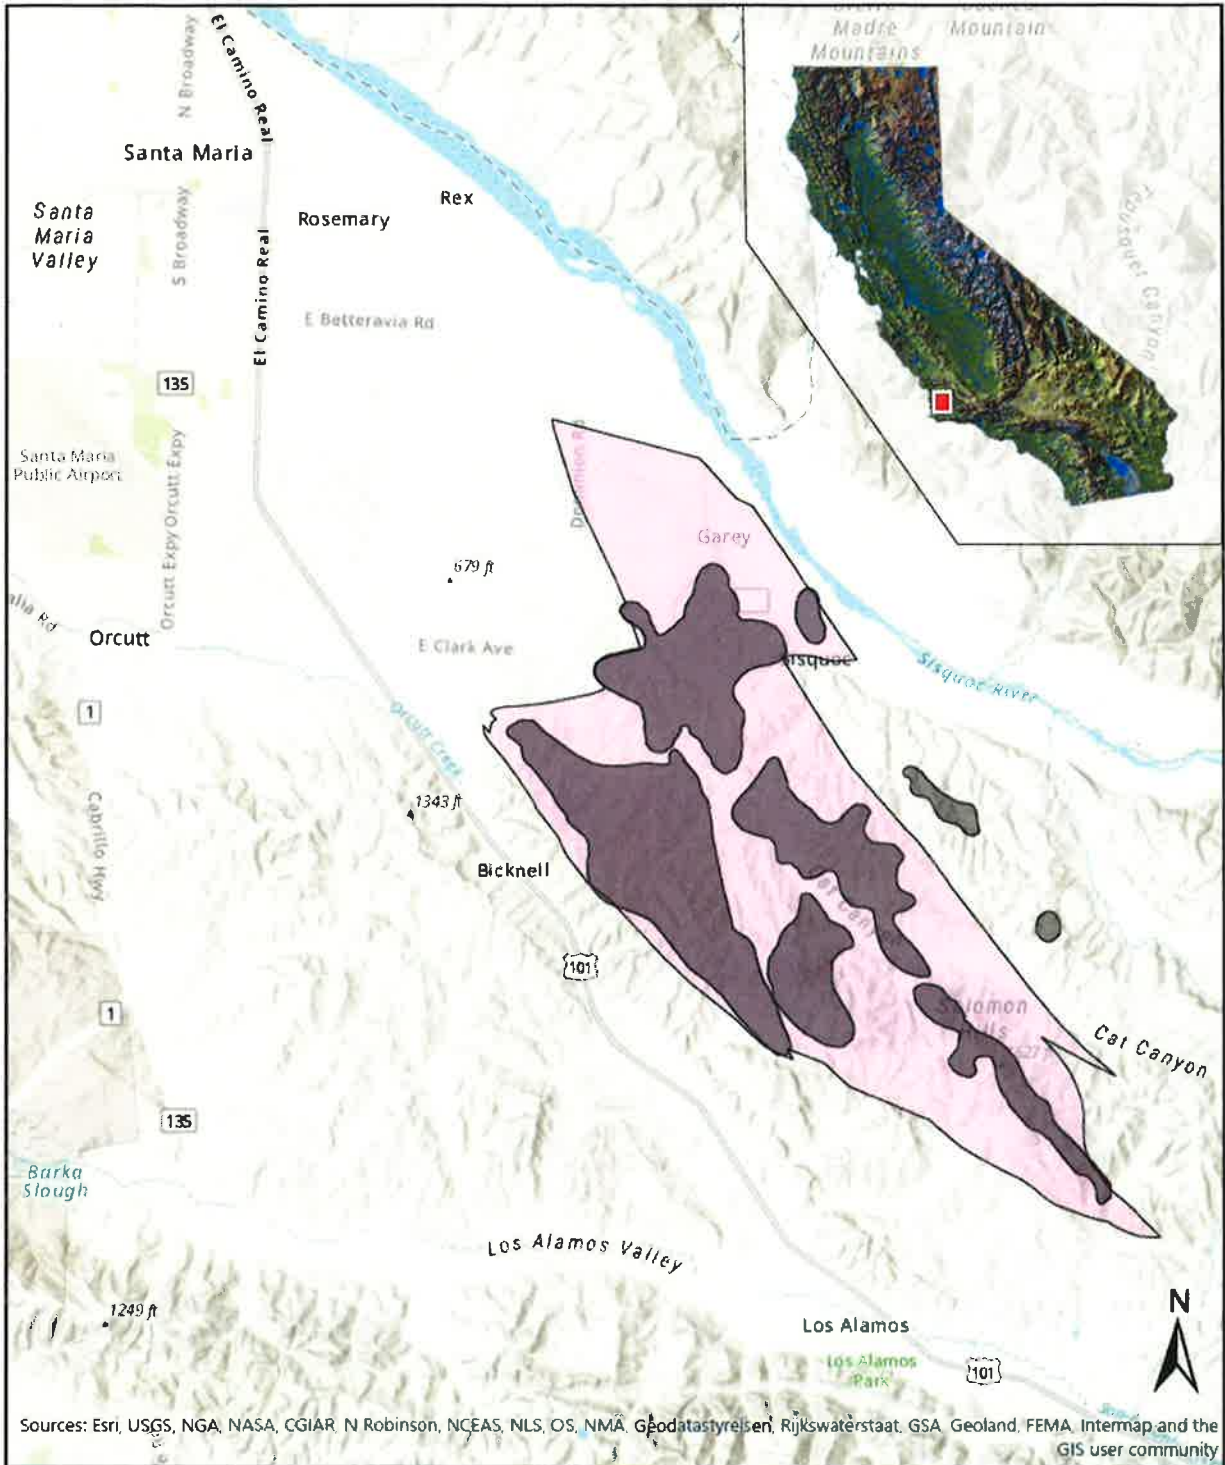 Madre
Mountains
Mountain
El Camino Real
N Broadway
Santa Maria
Santa
Maria
Valley
S Broadway
Rosemary
Rex
El Camino Real
E Betteravia Rd
135
Santa Maria
Public Airport
Orcutt Expy
Orcutt Expy
Garey
679 ft
Orcutt
E Clark Ave
Sisquoc River
1
Orcutt Creek
1343 ft
Cabrillo Hwy
Bicknell
101
1
Cat Canyon
135
Barka
Slough
Los Alamos Valley
1249 ft
N
Los Alamos
Los Alamos
Park
101
Sources: Esri, USGS, NGA, NASA, CGIAR, N Robinson, NCEAS, NLS, OS, NMA, Geodatastyrelsen, Rijkswaterstaat, GSA, Geoland, FEMA, Intermap and the
GIS user community